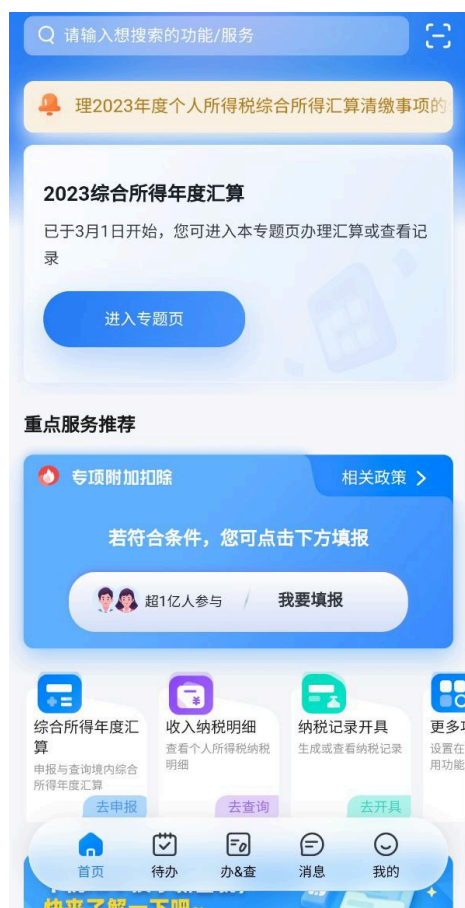 请输入想搜索的功能/服务
理2023年度个人所得税综合所得汇算清缴事项的
2023综合所得年度汇算
已于3月1日开始，您可进入本专题页办理汇算或查看记
录
进入专题页
重点服务推荐
专项附加扣除
相关政策
若符合条件，您可点击下方填报
超1亿人参与 / 我要填报
综合所得年度汇
算
申报与查询境内综合
所得年度汇算
去申报
收入纳税明细
查看个人所得税纳税
明细
去查询
纳税记录开具
生成或查看纳税记录
去开具
更多
设置在
用功能
首页
待办
办&查
消息
我的
快来了解一下吧~